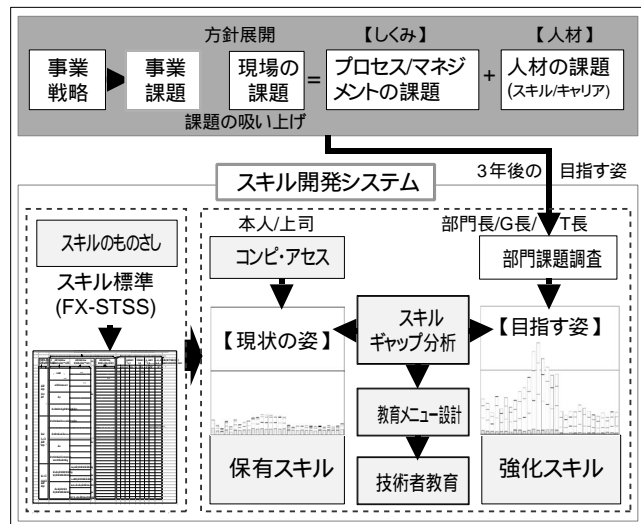 方針展開
【しくみ】
【人材】
事業
戦略
事業
課題
現場の
課題
=
プロセス/マネジ
メントの課題
+
人材の課題
(スキル/キャリア)
課題の吸い上げ
3年後の 目指す姿
スキル開発システム
スキルのものさし
スキル標準
(FX-STSS)
本人/上司
コンピ・アセス
部門長/G長/ T長
部門課題調査
【現状の姿】
スキル
ギャップ分析
【目指す姿】
教育メニュー設計
保有スキル
技術者教育
強化スキル